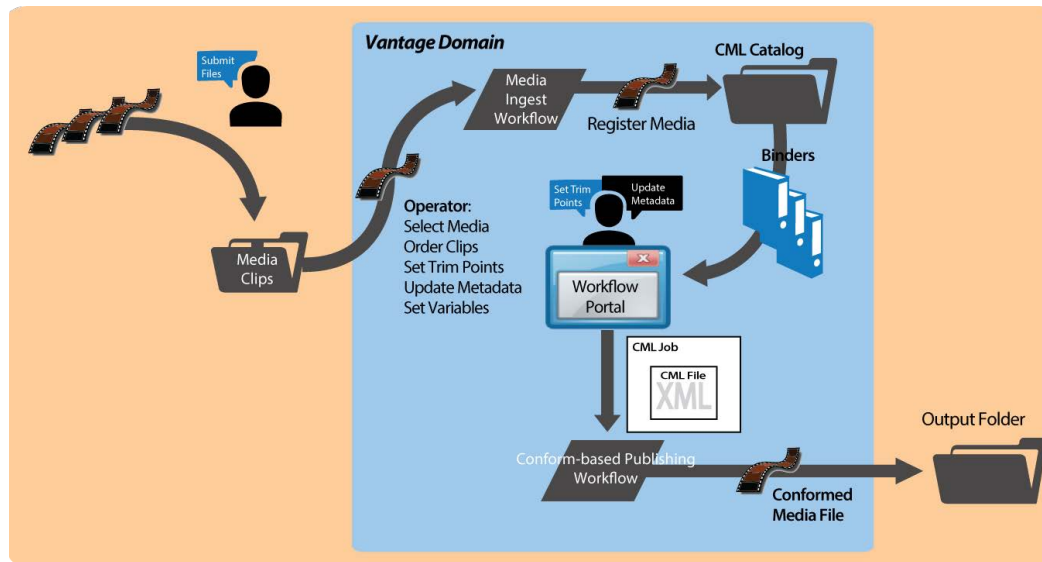 Vantage Domain
Submit
Files
Media
Clips
Media
Ingest
Workflow
Register Media
CML Catalog
Binders
Operator:
Select Media
Order Clips
Set Trim Points
Update Metadata
Set Variables
Set Trim
Points
Update
Metadata
Workflow
Portal
CML Job
CML File
XML
Conform-based Publishing
Workflow
Conformed
Media File
Output Folder